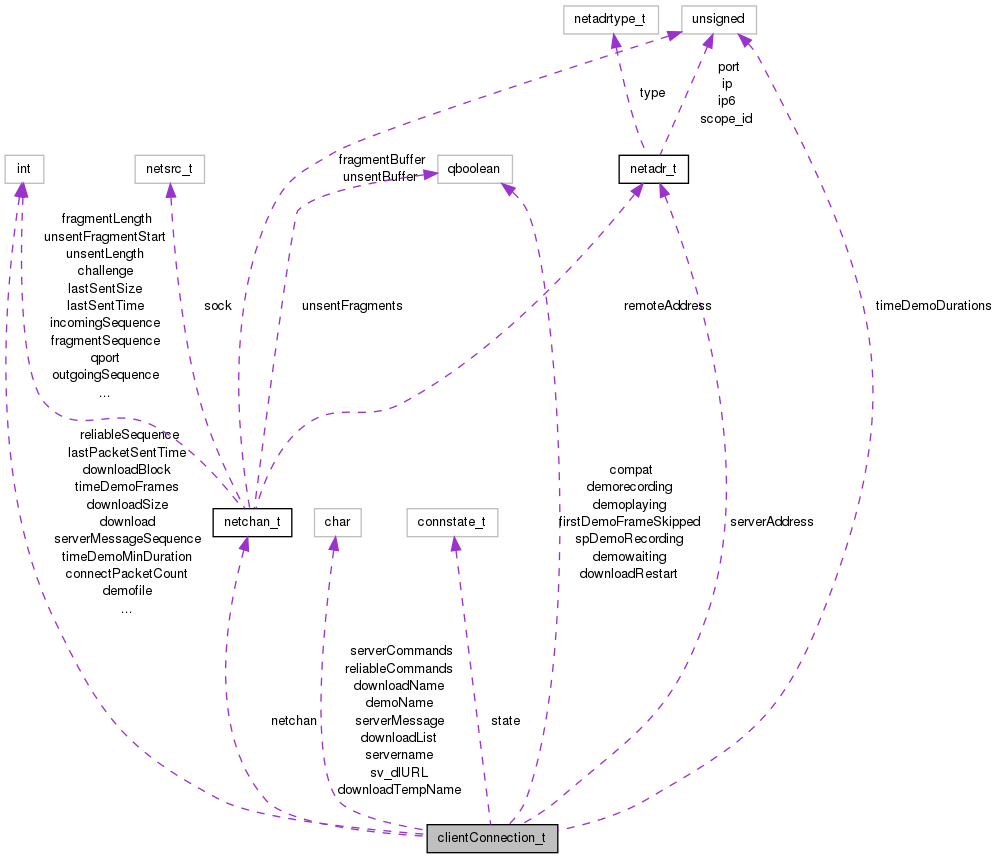 netadrtype_t
unsigned
port
ip
ip6
scope_id
type
int
netsrc_t
fragmentBuffer
unsentBuffer
qboolean
netadr_t
fragmentLength
unsentFragmentStart
unsentLength
challenge
lastSentSize
lastSentTime
incomingSequence
fragmentSequence
qport
outgoingSequence
...
sock
unsentFragments
remoteAddress
timeDemoDurations
reliableSequence
lastPacketSentTime
downloadBlock
timeDemoFrames
downloadSize
download
serverMessageSequence
timeDemoMinDuration
connectPacketCount
demofile
...
netchan_t
char
connstate_t
compat
demorecording
demoplaying
firstDemoFrameSkipped
spDemoRecording
demowaiting
downloadRestart
serverAddress
netchan
serverCommands
reliableCommands
downloadName
demoName
serverMessage
downloadList
servername
sv_dlURL
downloadTempName
state
clientConnection_t